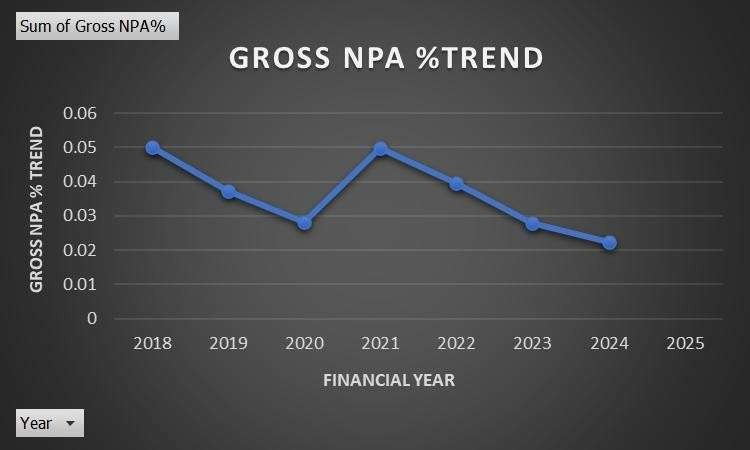 Sum of Gross NPA%
GROSS NPA %TREND
GROSS NPA % TREND
0.06
0.05
0.04
0.03
0.02
0.01
0
2018 2019 2020 2021 2022 2023 2024 2025
FINANCIAL YEAR
Year